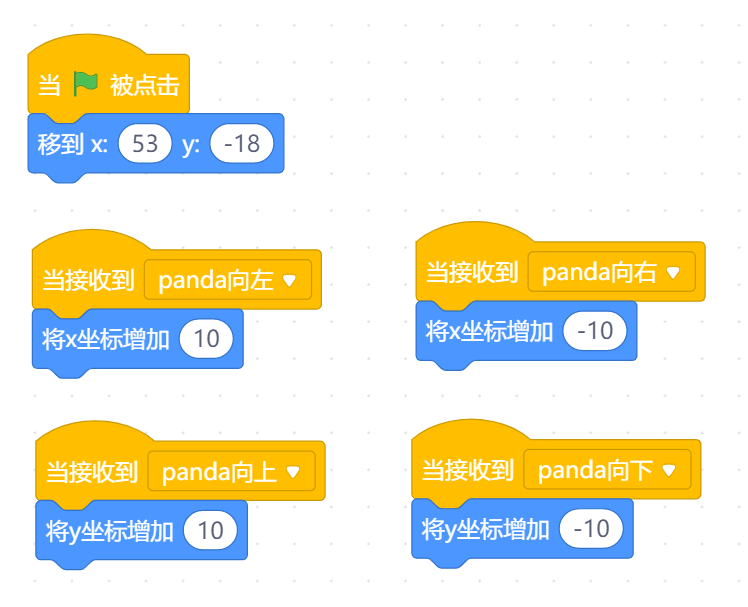 当 被点击
移到 x: 53 y: -18
当接收到 panda向左
将x坐标增加 10
当接收到 panda向右
将x坐标增加 -10
当接收到 panda向上
将y坐标增加 10
当接收到 panda向下
将y坐标增加 -10